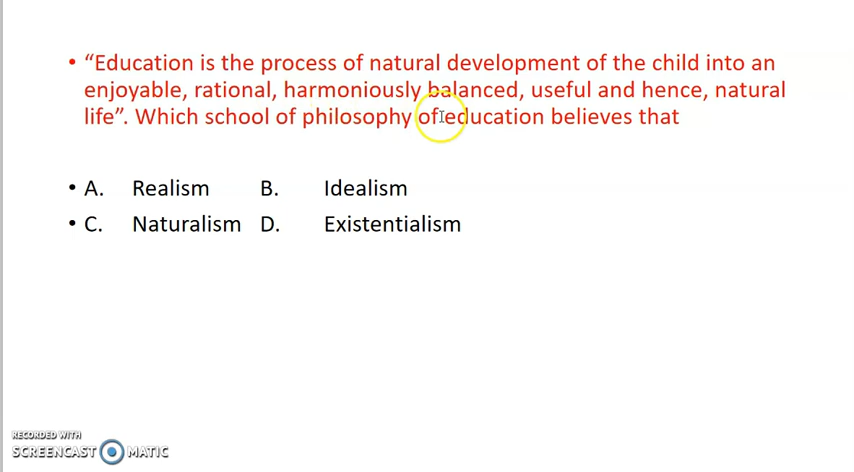 • “Education is the process of natural development of the child into an
enjoyable, rational, harmoniously balanced, useful and hence, natural
life”. Which school of philosophy of education believes that
• A. Realism B. Idealism
• C. Naturalism D. Existentialism
RECORDED WITH
SCREENCAST MATIC